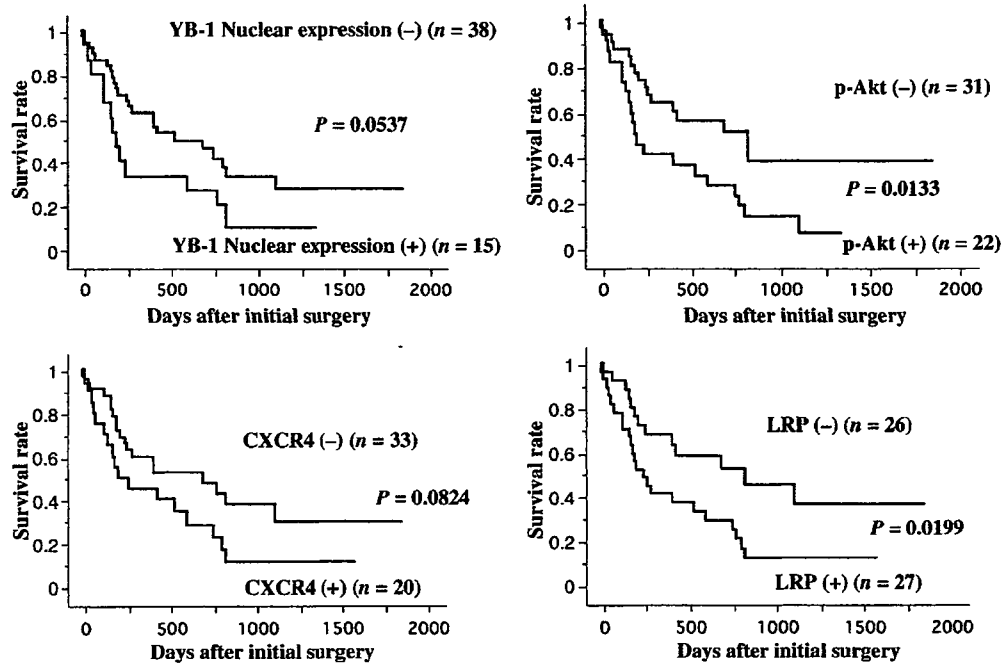 YB-1 Nuclear expression (–) (n = 38)
1
0.8
0.6
0.4
0.2
0
Survival rate
P = 0.0537
YB-1 Nuclear expression (+) (n = 15)
0 500 1000 1500 2000
Days after initial surgery
1
0.8
0.6
0.4
0.2
0
Survival rate
p-Akt (–) (n = 31)
P = 0.0133
p-Akt (+) (n = 22)
0 500 1000 1500 2000
Days after initial surgery
1
0.8
0.6
0.4
0.2
0
Survival rate
CXCR4 (–) (n = 33)
P = 0.0824
CXCR4 (+) (n = 20)
0 500 1000 1500 2000
Days after initial surgery
1
0.8
0.6
0.4
0.2
0
Survival rate
LRP (–) (n = 26)
P = 0.0199
LRP (+) (n = 27)
0 500 1000 1500 2000
Days after initial surgery